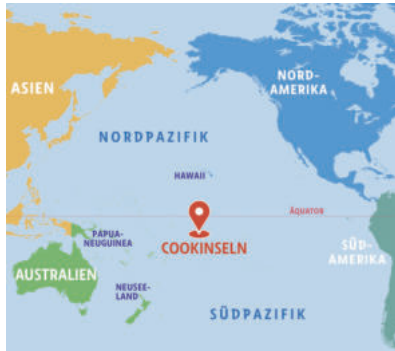 ASIEN
NORD-
AMERIKA
NORDPAZIFIK
HAWAII
ÄQUATOR
PAPUA-
NEUGUINEA
COOKINSELN
SÜD-
AMERIKA
AUSTRALIEN
NEUSEE-
LAND
SÜDPAZIFIK